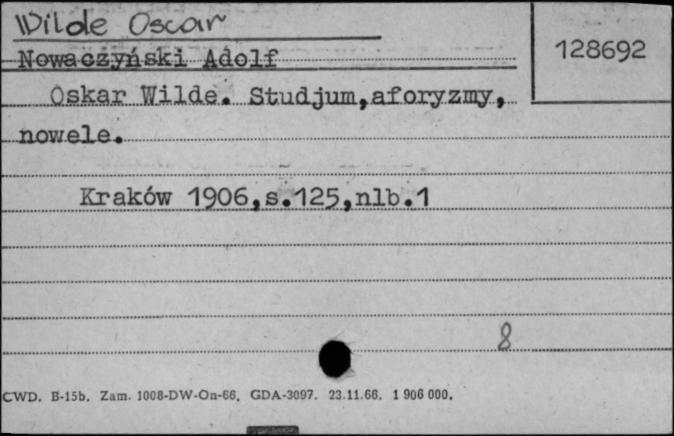 Wilde Oscar
128692
Nowaczyński Adolf
Oskar Wilde. Studjum,aforyzmy,
nowele.
Kraków 1906,s.125,nlb.1
8
CWD. B-15b. Zam. 1008-DW-On-66. GDA-3097. 23.11.66. 1 906 000.